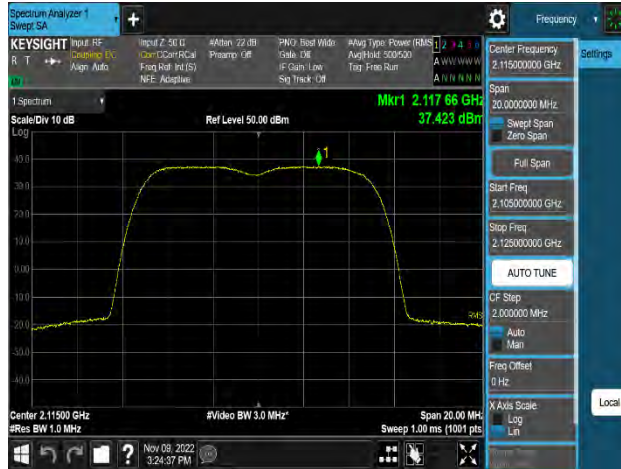 Spectrum Analyzer 1
Swept SA
+
Frequency
KEYSIGHT
R T
Input: RF
Coupling: DC
Align: Auto
Input Z: 50 Ω
Corr CCorr RCal
Freq Ref: Int (S)
NFE: Adaptive
#Atten: 22 dB
Preamp: Off
PNO: Best Wide
Gate: Off
IF Gain: Low
Sig Track: Off
#Avg Type: Power (RMS
Avg|Hold: 500/500
Trig: Free Run
1 2 3 4 5 6
A W W W W W
A N N N N N
1 Spectrum
Scale/Div 10 dB
Log
Ref Level 50.00 dBm
Mkr1 2.117 66 GHz
37.423 dBm
1
40.0
30.0
20.0
10.0
0.00
-10.0
-20.0
-30.0
-40.0
RMS
Center 2.11500 GHz
#Res BW 1.0 MHz
#Video BW 3.0 MHz*
Span 20.00 MHz
Sweep 1.00 ms (1001 pts
Nov 09, 2022
3:24:37 PM
?
Center Frequency
2.115000000 GHz
Settings
Span
20.0000000 MHz
Swept Span
Zero Span
Full Span
Start Freq
2.105000000 GHz
Stop Freq
2.125000000 GHz
AUTO TUNE
CF Step
2.000000 MHz
Auto
Man
Freq Offset
0 Hz
X Axis Scale
Log
Lin
Local